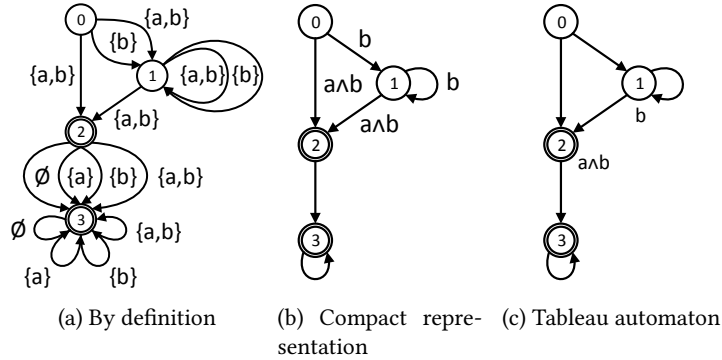 0
{a,b}
{b}
{a,b}
1
{a,b}
{b}
{a,b}
2
∅
{a}
{b}
{a,b}
3
∅
{a,b}
{a}
{b}
(a) By definition
0
b
1
b
a∧b
a∧b
2
3
(b) Compact repre-
sentation
0
1
b
2
a∧b
3
(c) Tableau automaton